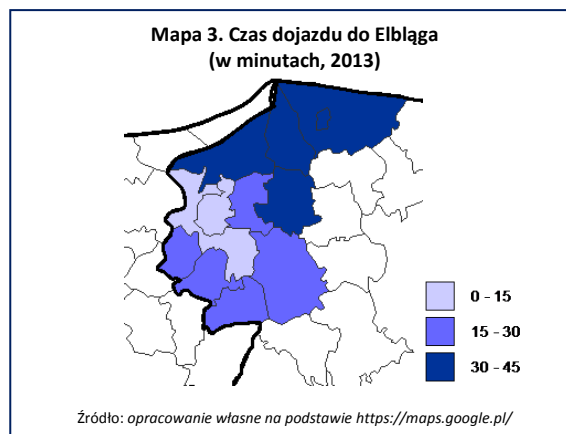 Mapa 3. Czas dojazdu do Elbląga
(w minutach, 2013)
0 - 15
15 - 30
30 - 45
Źródło: opracowanie własne na podstawie https://maps.google.pl/